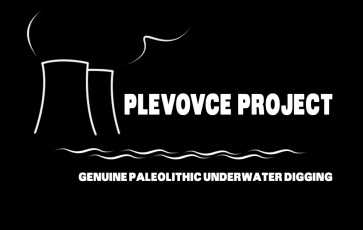 PLEVOVCE PROJECT
GENUINE PALEOLITHIC UNDERWATER DIGGING